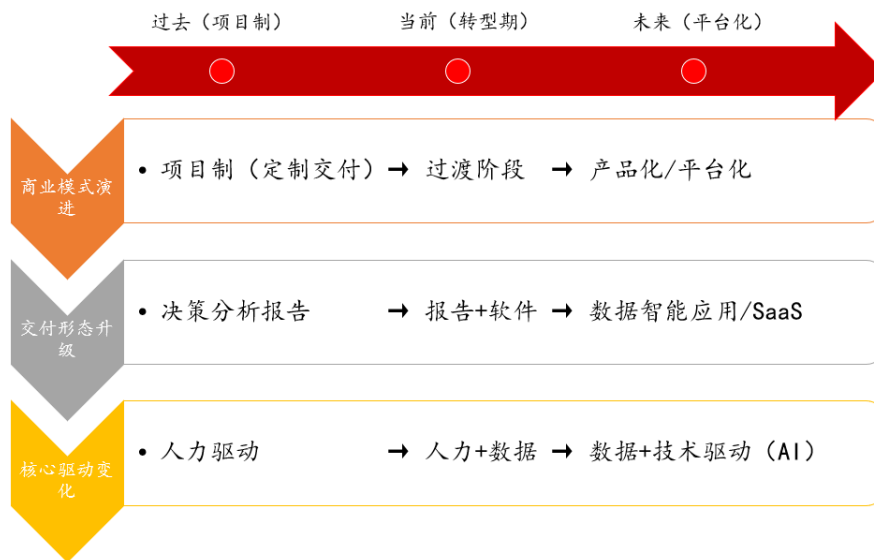 过去（项目制） 当前（转型期） 未来（平台化）
商业模式演
进
• 项目制（定制交付）→ 过渡阶段 → 产品化/平台化
交付形态升
级
• 决策分析报告 → 报告+软件 → 数据智能应用/SaaS
核心驱动变
化
• 人力驱动 → 人力+数据 → 数据+技术驱动（AI）